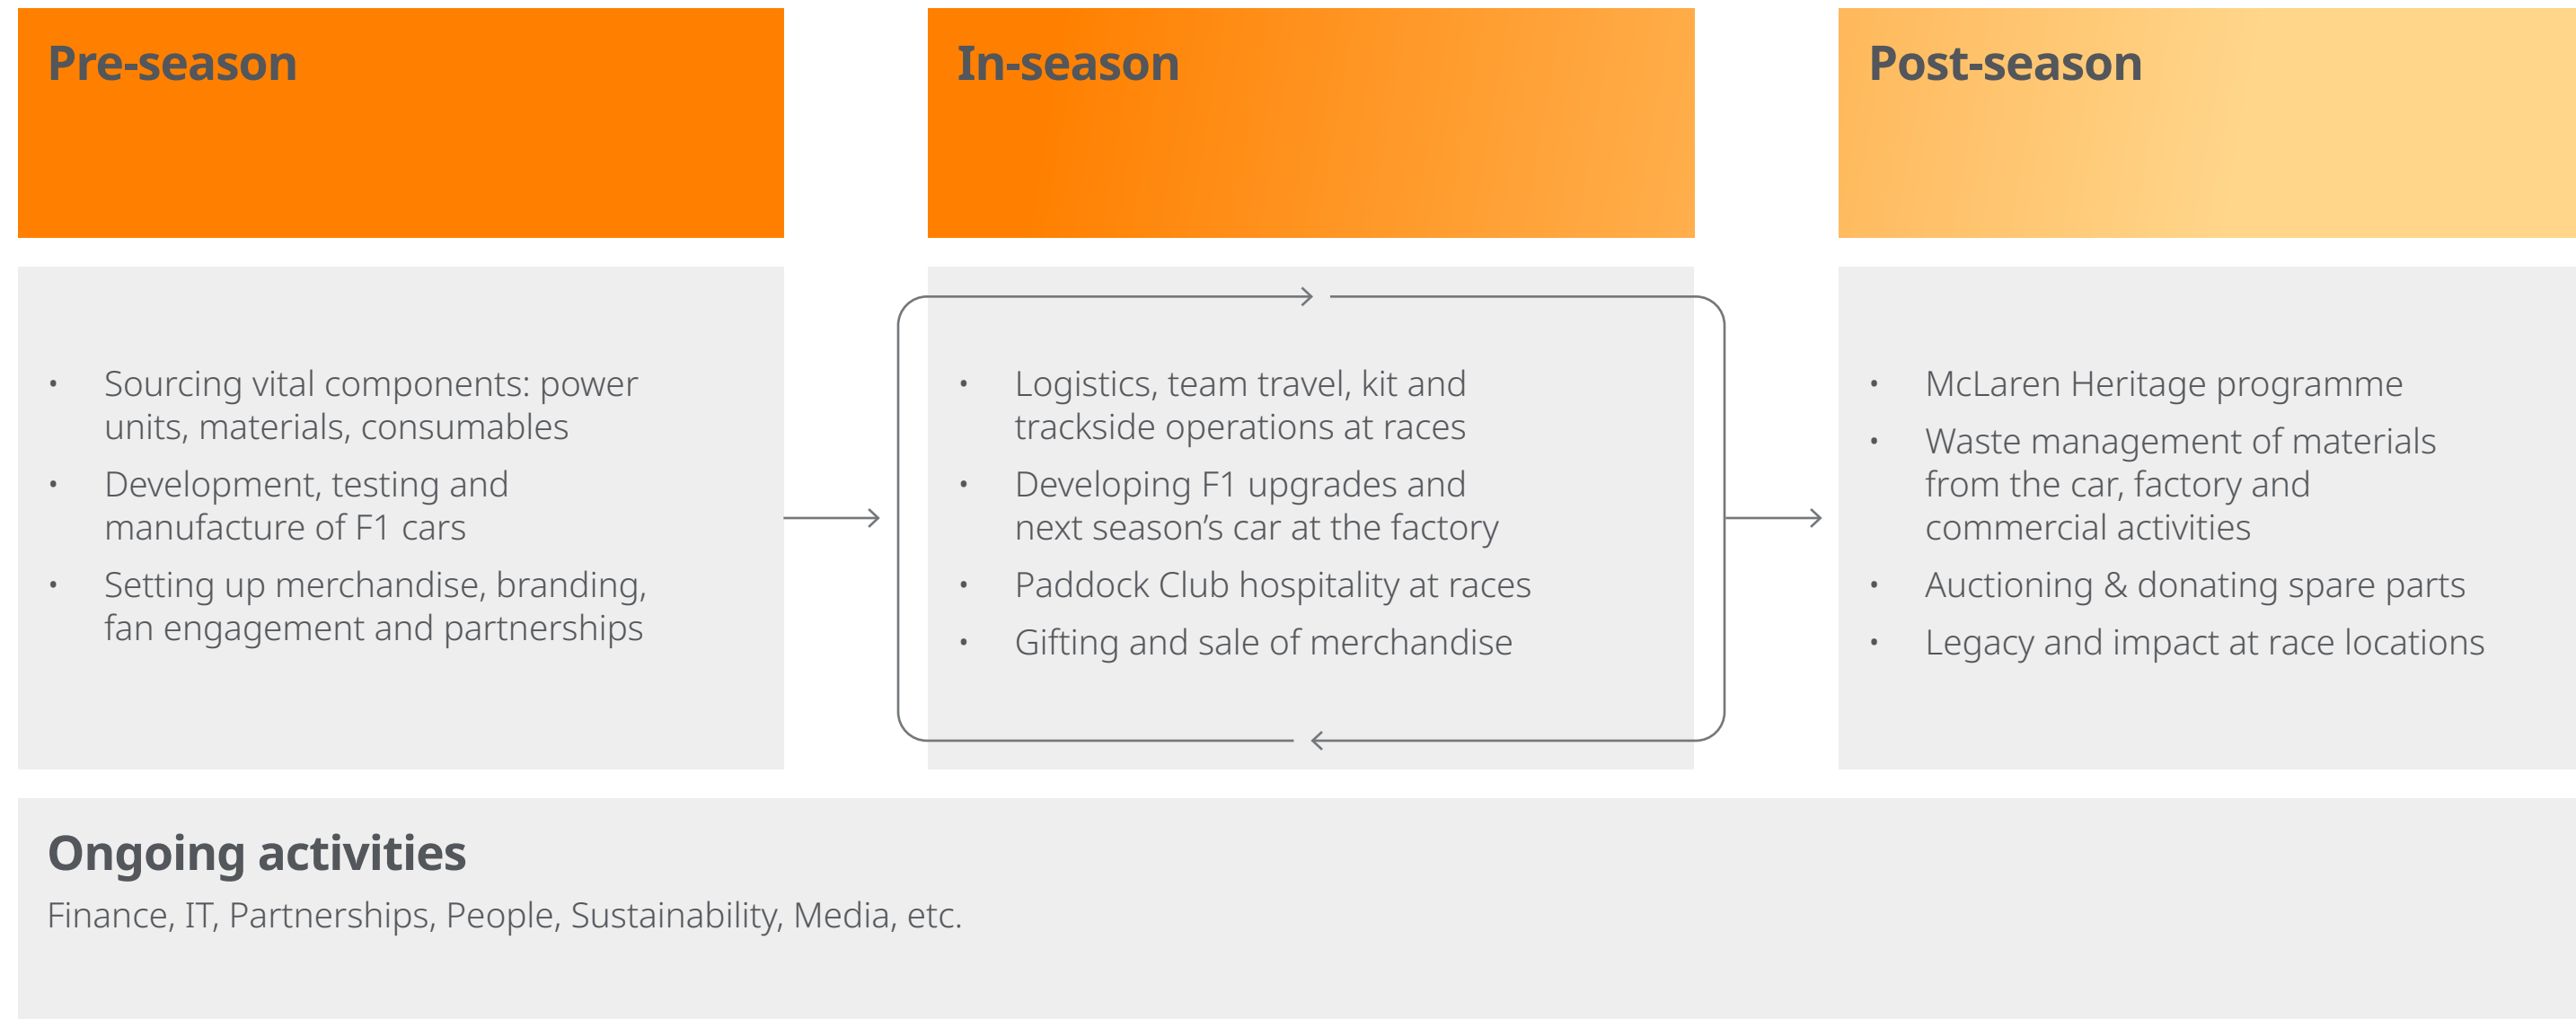 Pre-season
• Sourcing vital components: power
units, materials, consumables
• Development, testing and
manufacture of F1 cars
• Setting up merchandise, branding,
fan engagement and partnerships
In-season
• Logistics, team travel, kit and
trackside operations at races
• Developing F1 upgrades and
next season’s car at the factory
• Paddock Club hospitality at races
• Gifting and sale of merchandise
Post-season
• McLaren Heritage programme
• Waste management of materials
from the car, factory and
commercial activities
• Auctioning & donating spare parts
• Legacy and impact at race locations
Ongoing activities
Finance, IT, Partnerships, People, Sustainability, Media, etc.